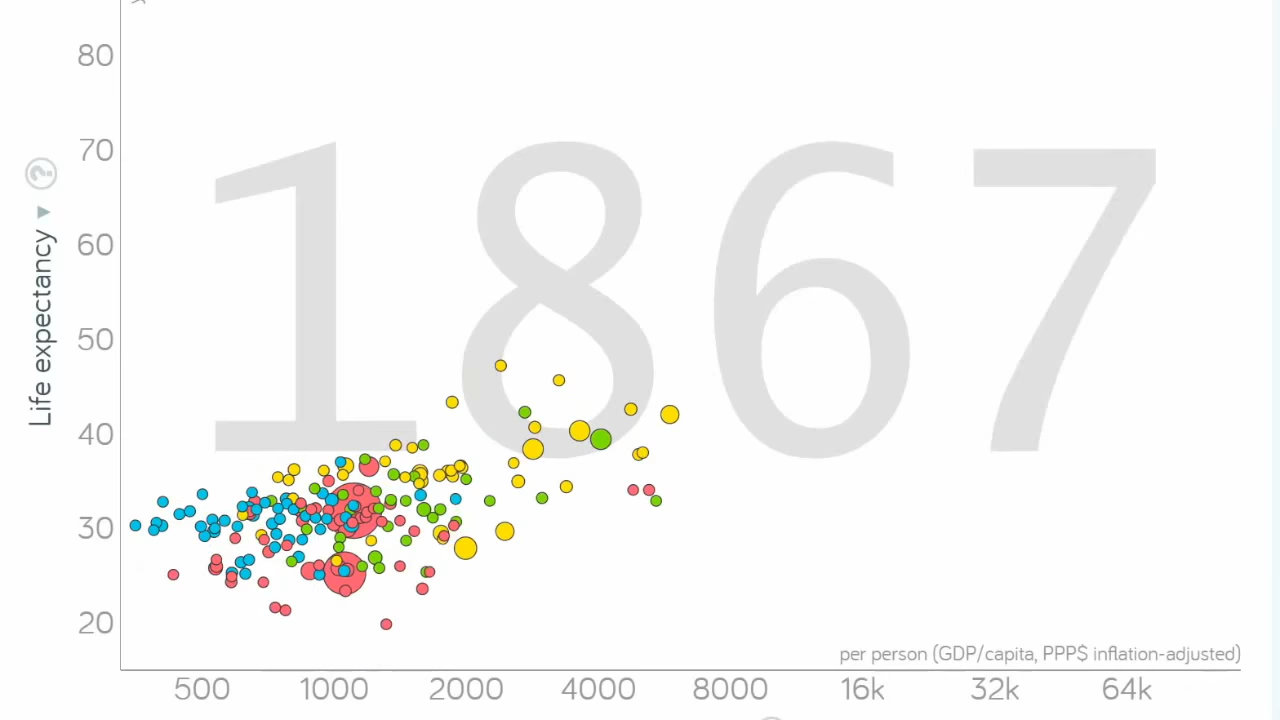 80
70
60
50
40
30
20
Life expectancy ▼ ?
1867
per person (GDP/capita, PPP$ inflation-adjusted)
500 1000 2000 4000 8000 16k 32k 64k